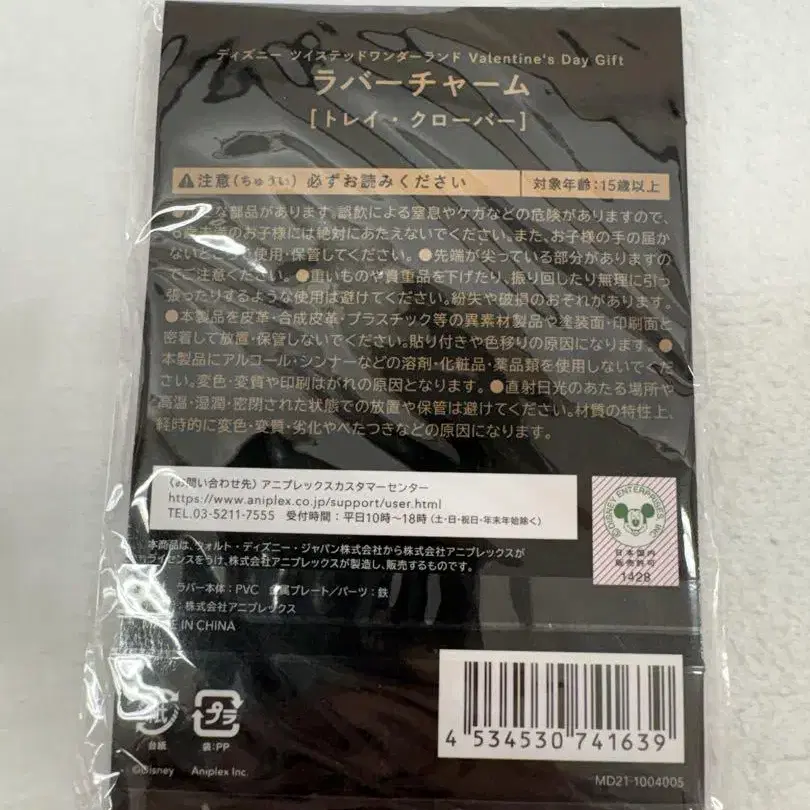 ディズニー ツイステッドワンダーランド Valentine's Day Gift
ラバーチャーム
[トレイ・クローバー]
⚠注意(ちゅうい) 必ずお読みください
対象年齢:15歳以上
な部品があります。誤飲による窒息やケガなどの危険がありますので、
歳未満のお子様には絶対にあたえないでください。また、お子様の手の届か
ないところで使用・保管してください。●先端が尖っている部分がありますの
でご注意ください。●重いものや貴重品を下げたり、振り回したり無理に引っ
張ったりするような使用は避けてください。紛失や破損のおそれがあります。
●本製品を皮革・合成皮革・プラスチック等の異素材製品や塗装面・印刷面と
密着して放置・保管しないでください。貼り付きや色移りの原因になります。●
本製品にアルコール・シンナーなどの溶剤・化粧品・薬品類を使用しないでくだ
さい。変色・変質や印刷はがれの原因となります。●直射日光のあたる場所や
高温・湿潤・密閉された状態での放置や保管は避けてください。材質の特性上、
経時的に変色・変質・劣化やべたつきなどの原因になります。
〈お問い合わせ先〉アニプレックスカスタマーセンター
https://www.aniplex.co.jp/support/user.html
TEL.03-5211-7555 受付時間:平日10時~18時(土・日・祝日・年末年始除く)
©DISNEY ENTERPRISES, INC.
日本国内
販売許可
1428
本商品は、ウォルト・ディズニー・ジャパン株式会社から株式会社アニプレックスが
ライセンスをうけ、株式会社アニプレックスが製造し、販売するものです。
ラバー本体:PVC 金属プレート/パーツ:鉄
:株式会社アニプレックス
MADE IN CHINA
紙
台紙
プラ
袋:PP
©Disney Aniplex Inc.
4 534530 741639
MD21 1004005